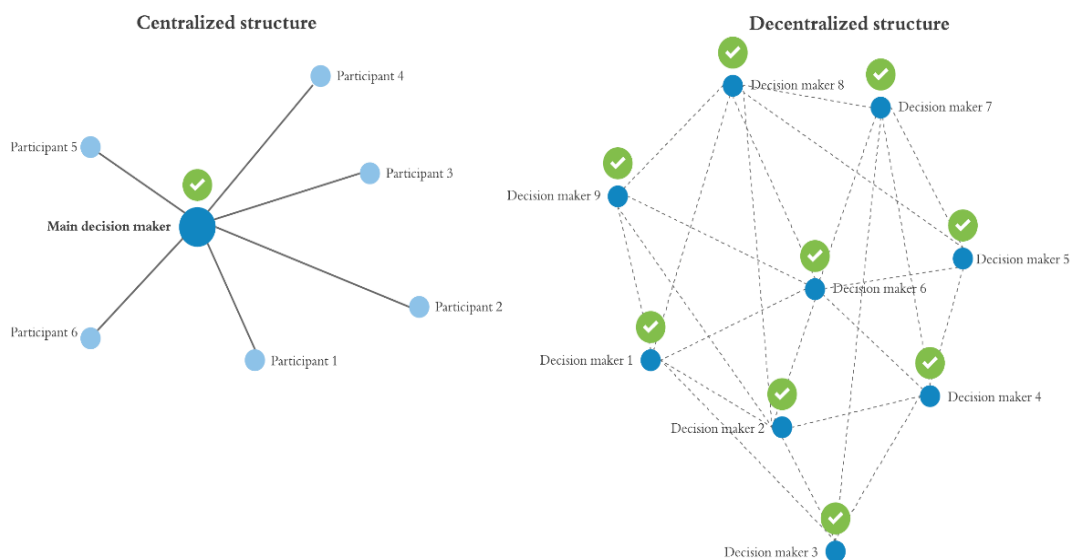 Centralized structure
Participant 4
Participant 5
Participant 3
Main decision maker
Participant 2
Participant 6
Participant 1
Decentralized structure
Decision maker 8
Decision maker 7
Decision maker 9
Decision maker 5
Decision maker 6
Decision maker 1
Decision maker 4
Decision maker 2
Decision maker 3